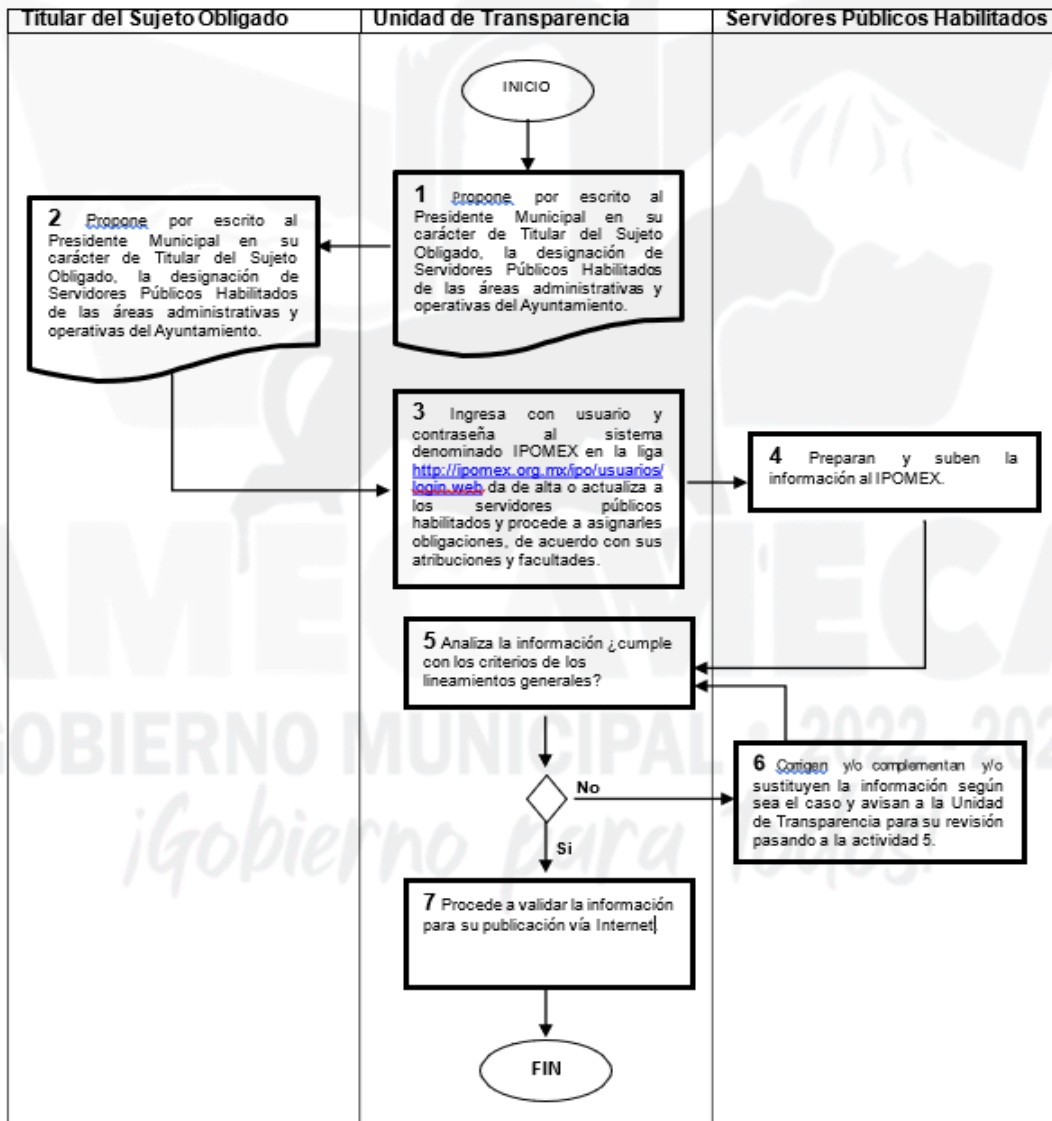 Titular del Sujeto Obligado
Unidad de Transparencia
Servidores Públicos Habilitados
INICIO
1 Propone por escrito al
Presidente Municipal en su
carácter de Titular del Sujeto
Obligado, la designación de
Servidores Públicos Habilitados
de las áreas administrativas y
operativas del Ayuntamiento.
2 Propone por escrito al
Presidente Municipal en su
carácter de Titular del Sujeto
Obligado, la designación de
Servidores Públicos Habilitados
de las áreas administrativas y
operativas del Ayuntamiento.
3 Ingresa con usuario y
contraseña al sistema
denominado IPOMEX en la liga
http://ipomex.org.mx/ipo/usuarios/
login.web da de alta o actualiza a
los servidores públicos
habilitados y procede a asignarles
obligaciones, de acuerdo con sus
atribuciones y facultades.
4 Preparan y suben la
información al IPOMEX.
5 Analiza la información ¿cumple
con los criterios de los
lineamientos generales?
No
6 Corrigen y/o complementan y/o
sustituyen la información según
sea el caso y avisan a la Unidad
de Transparencia para su revisión
pasando a la actividad 5.
Si
7 Procede a validar la información
para su publicación vía Internet
FIN
AMECAMECA
GOBIERNO MUNICIPAL • 2022 - 202
¡Gobierno para Todos!